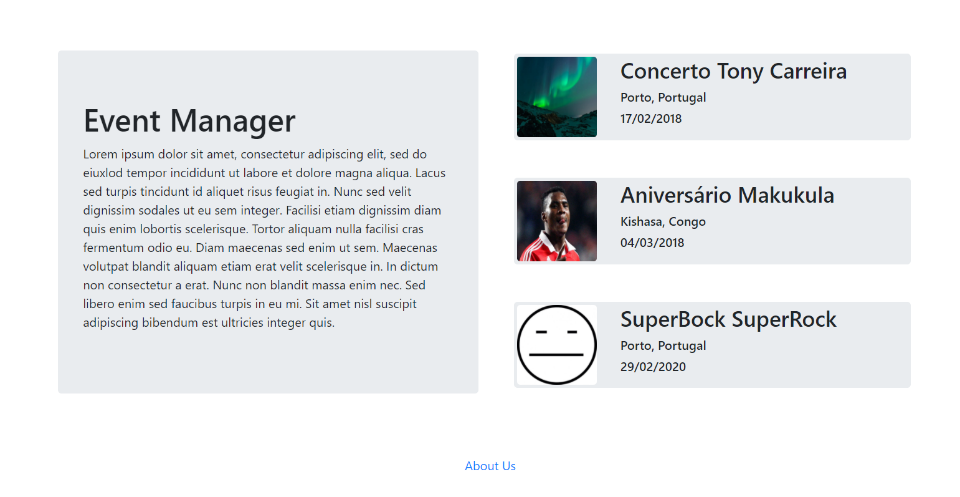 Event Manager
Lorem ipsum dolor sit amet, consectetur adipiscing elit, sed do
eiuxlod tempor incididunt ut labore et dolore magna aliqua. Lacus
sed turpis tincidunt id aliquet risus feugiat in. Nunc sed velit
dignissim sodales ut eu sem integer. Facilisi etiam dignissim diam
quis enim lobortis scelerisque. Tortor aliquam nulla facilisi cras
fermentum odio eu. Diam maecenas sed enim ut sem. Maecenas
volutpat blandit aliquam etiam erat velit scelerisque in. In dictum
non consectetur a erat. Nunc non blandit massa enim nec. Sed
libero enim sed faucibus turpis in eu mi. Sit amet nisl suscipit
adipiscing bibendum est ultricies integer quis.
Concerto Tony Carreira
Porto, Portugal
17/02/2018
Aniversário Makukula
Kishasa, Congo
04/03/2018
SuperBock SuperRock
Porto, Portugal
29/02/2020
About Us